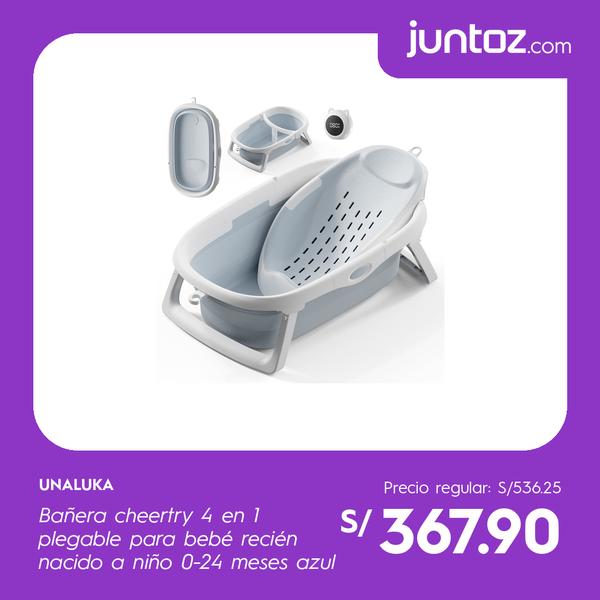 juntoz.com
UNALUKA
Bañera cheertry 4 en 1
plegable para bebé recién
nacido a niño 0-24 meses azul
Precio regular: S/536.25
S/ 367.90